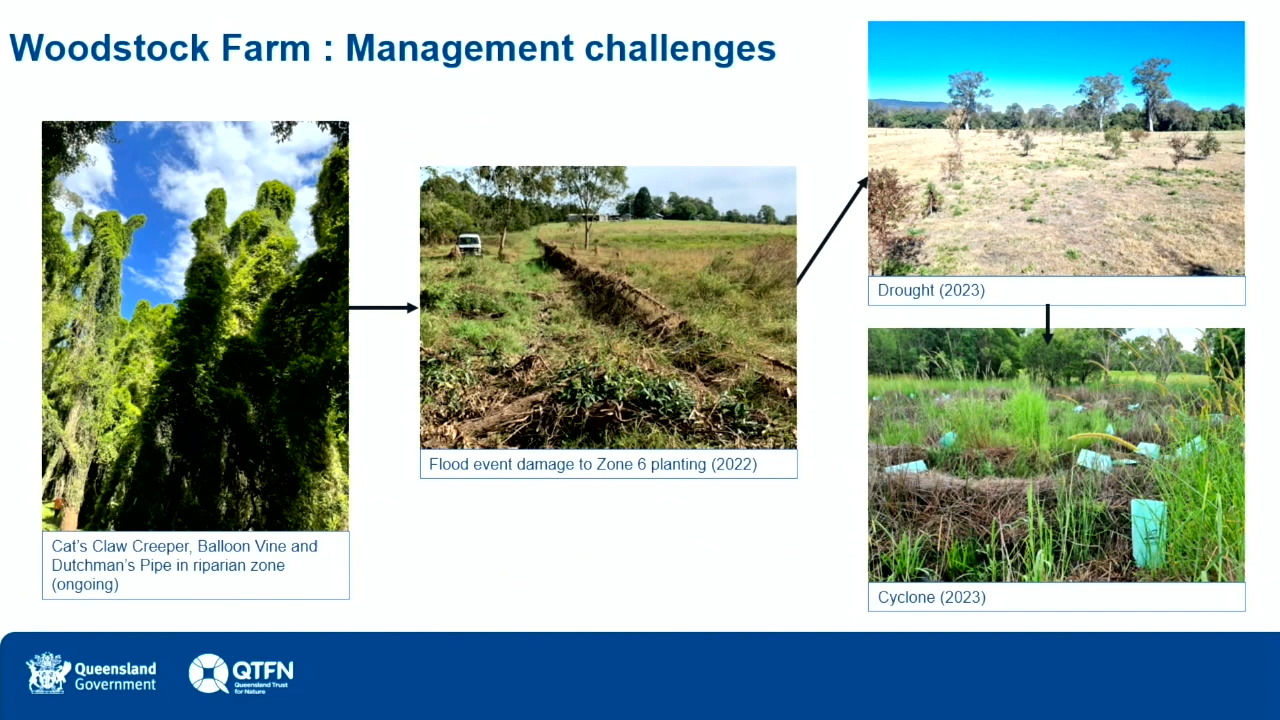 Woodstock Farm : Management challenges
Cat's Claw Creeper, Balloon Vine and
Dutchman's Pipe in riparian zone
(ongoing)
Flood event damage to Zone 6 planting (2022)
Drought (2023)
Cyclone (2023)
Queensland
Government
QTFN
Queensland Trust
for Nature